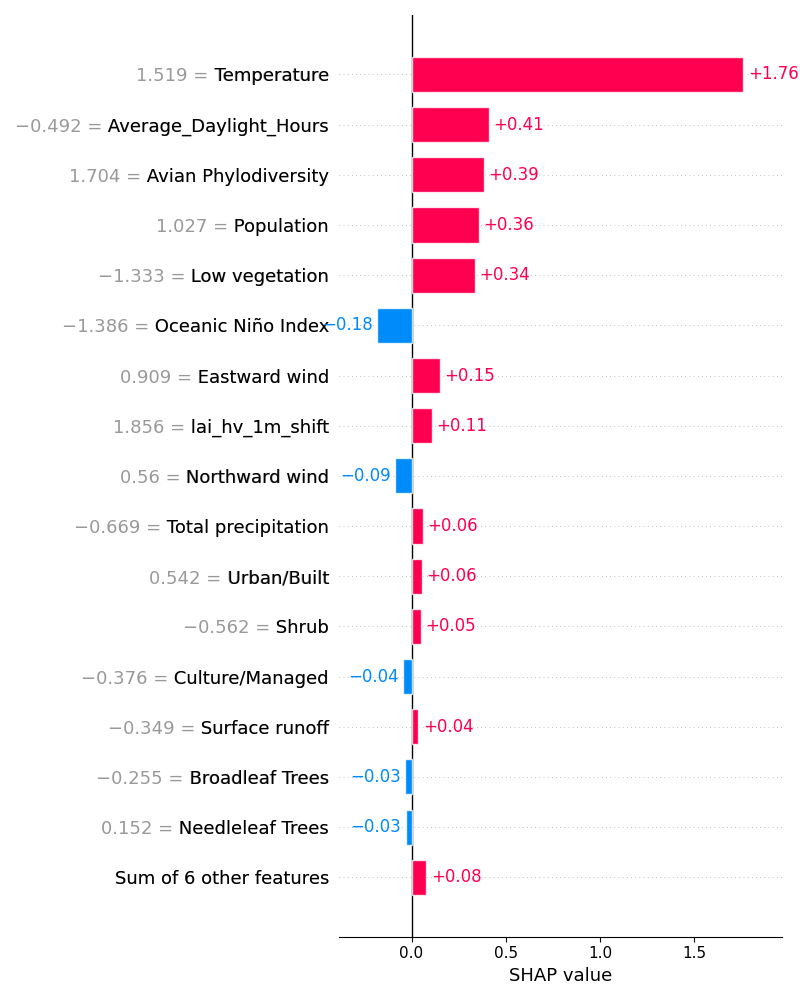 1.519 = Temperature +1.76
−0.492 = Average_Daylight_Hours +0.41
1.704 = Avian Phylodiversity +0.39
1.027 = Population +0.36
−1.333 = Low vegetation +0.34
−1.386 = Oceanic Niño Index −0.18
0.909 = Eastward wind +0.15
1.856 = lai_hv_1m_shift +0.11
0.56 = Northward wind −0.09
−0.669 = Total precipitation +0.06
0.542 = Urban/Built +0.06
−0.562 = Shrub +0.05
−0.376 = Culture/Managed −0.04
−0.349 = Surface runoff +0.04
−0.255 = Broadleaf Trees −0.03
0.152 = Needleleaf Trees −0.03
Sum of 6 other features +0.08
0.0 0.5 1.0 1.5
SHAP value